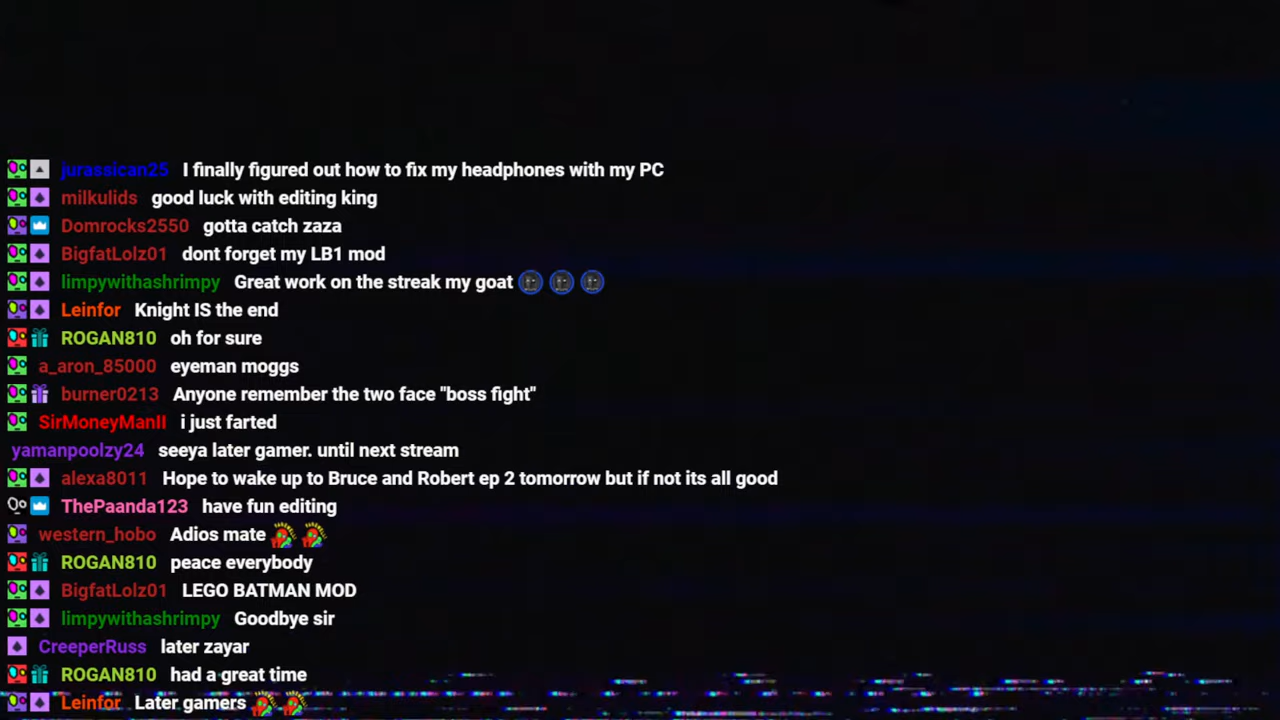 jurassican25 I finally figured out how to fix my headphones with my PC
milkulids good luck with editing king
Domrocks2550 gotta catch zaza
BigfatLolz01 dont forget my LB1 mod
limpywithashrimpy Great work on the streak my goat
Leinfor Knight IS the end
ROGAN810 oh for sure
a_aron_85000 eyeman moggs
burner0213 Anyone remember the two face "boss fight"
SirMoneyManII i just farted
yamanpoolzy24 seeya later gamer. until next stream
alexa8011 Hope to wake up to Bruce and Robert ep 2 tomorrow but if not its all good
ThePaanda123 have fun editing
western_hobo Adios mate
ROGAN810 peace everybody
BigfatLolz01 LEGO BATMAN MOD
limpywithashrimpy Goodbye sir
CreeperRuss later zayar
ROGAN810 had a great time
Leinfor Later gamers